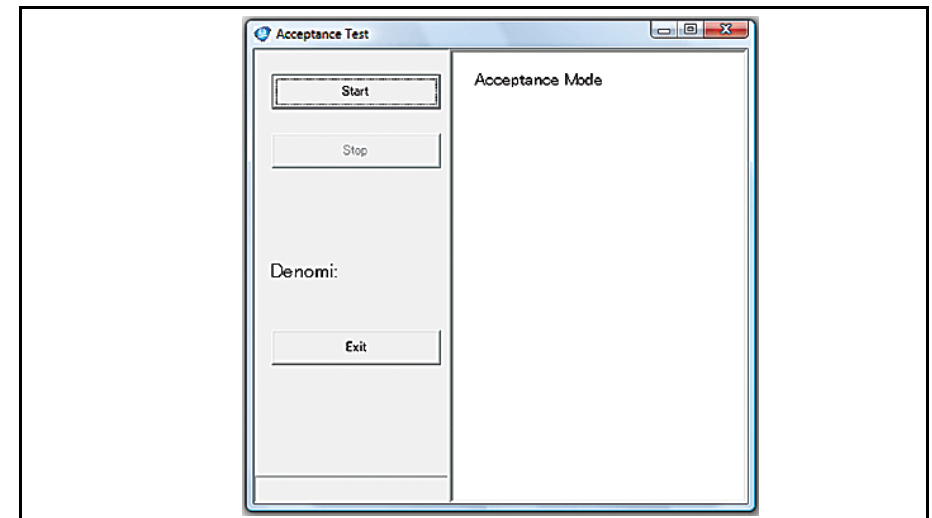 Acceptance Test
Start
Stop
Denomi:
Exit
Acceptance Mode